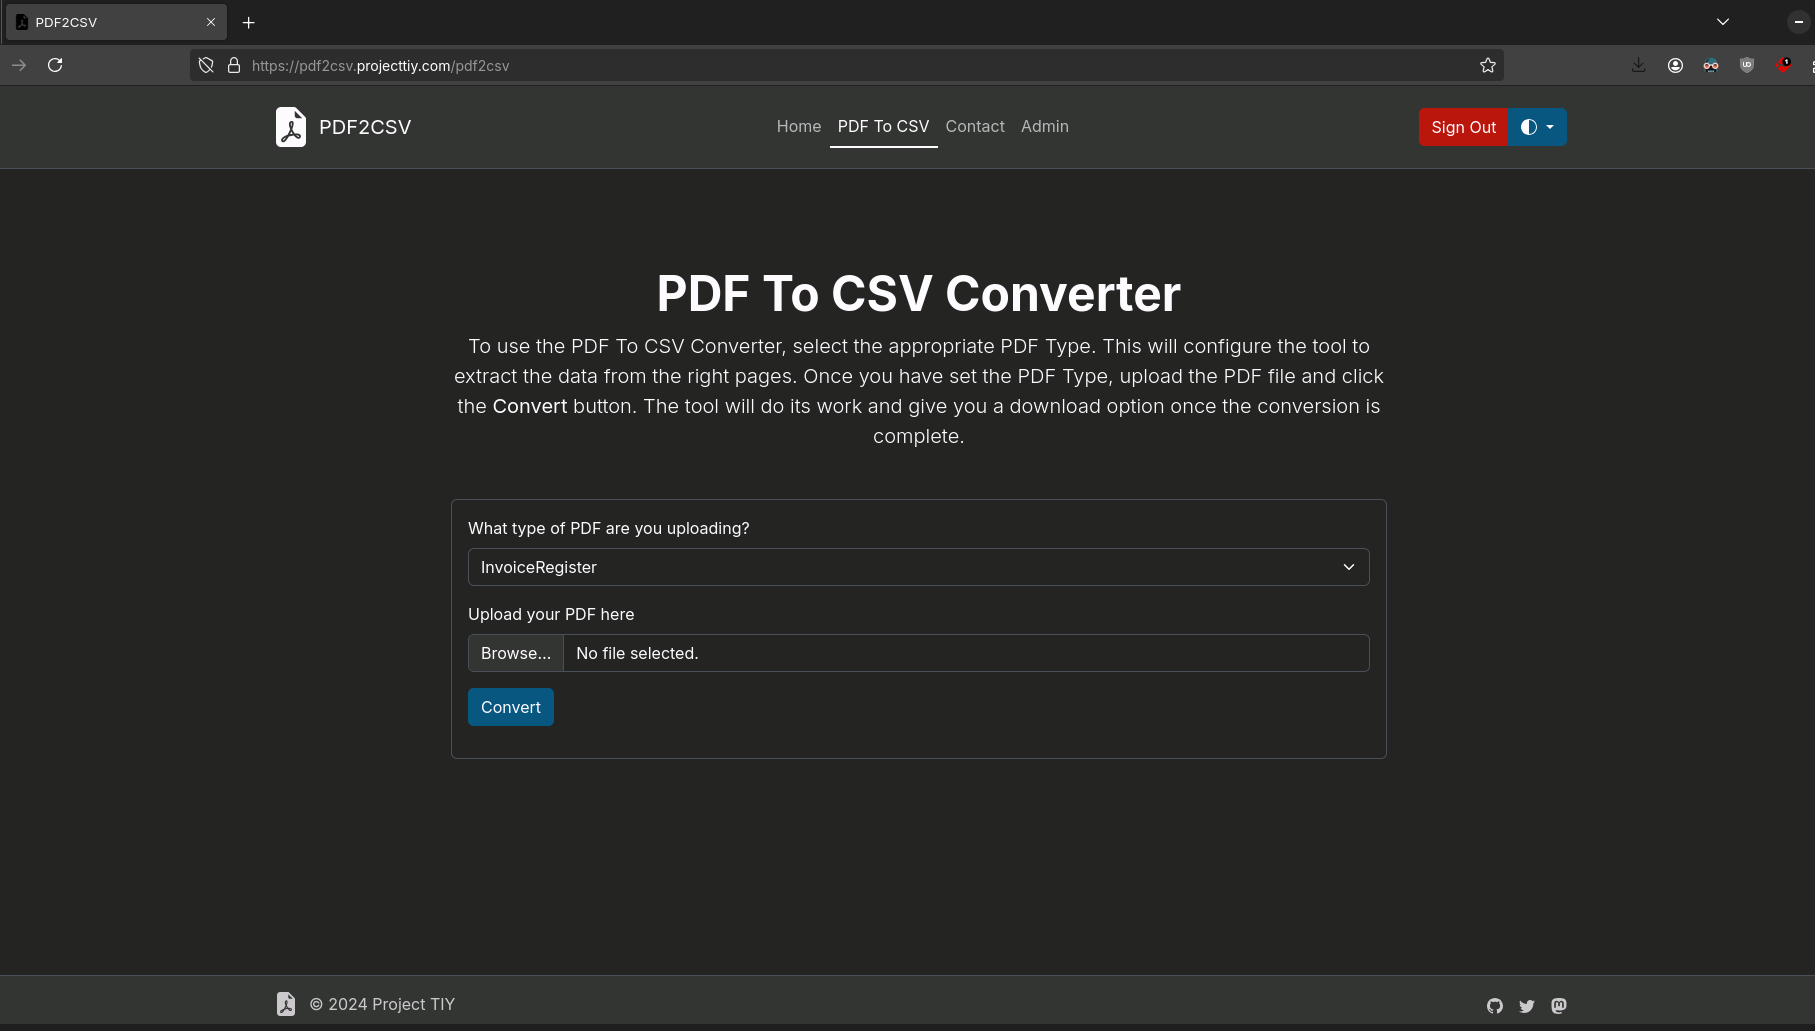 PDF2CSV
https://pdf2csv.projecttiy.com/pdf2csv
PDF2CSV
Home
PDF To CSV
Contact
Admin
Sign Out
PDF To CSV Converter
To use the PDF To CSV Converter, select the appropriate PDF Type. This will configure the tool to
extract the data from the right pages. Once you have set the PDF Type, upload the PDF file and click
the Convert button. The tool will do its work and give you a download option once the conversion is
complete.
What type of PDF are you uploading?
InvoiceRegister
Upload your PDF here
Browse... No file selected.
Convert
© 2024 Project TIY